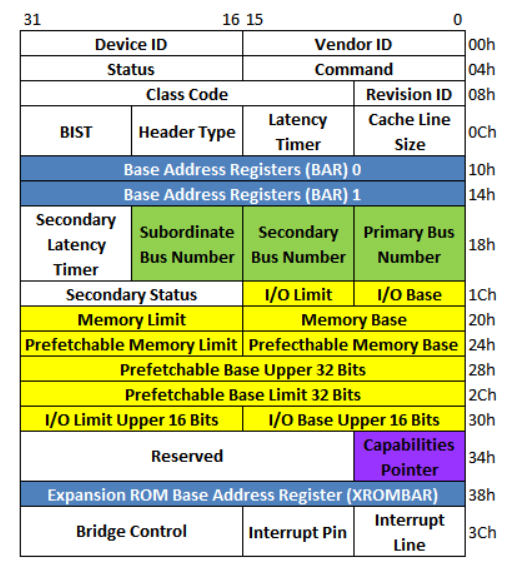 31 16 15 0
Device ID Vendor ID 00h
Status Command 04h
Class Code Revision ID 08h
BIST Header Type Latency Timer Cache Line Size 0Ch
Base Address Registers (BAR) 0 10h
Base Address Registers (BAR) 1 14h
Secondary Latency Timer Subordinate Bus Number Secondary Bus Number Primary Bus Number 18h
Secondary Status I/O Limit I/O Base 1Ch
Memory Limit Memory Base 20h
Prefetchable Memory Limit Prefecthable Memory Base 24h
Prefetchable Base Upper 32 Bits 28h
Prefetchable Base Limit 32 Bits 2Ch
I/O Limit Upper 16 Bits I/O Base Upper 16 Bits 30h
Reserved Capabilities Pointer 34h
Expansion ROM Base Address Register (XROMBAR) 38h
Bridge Control Interrupt Pin Interrupt Line 3Ch